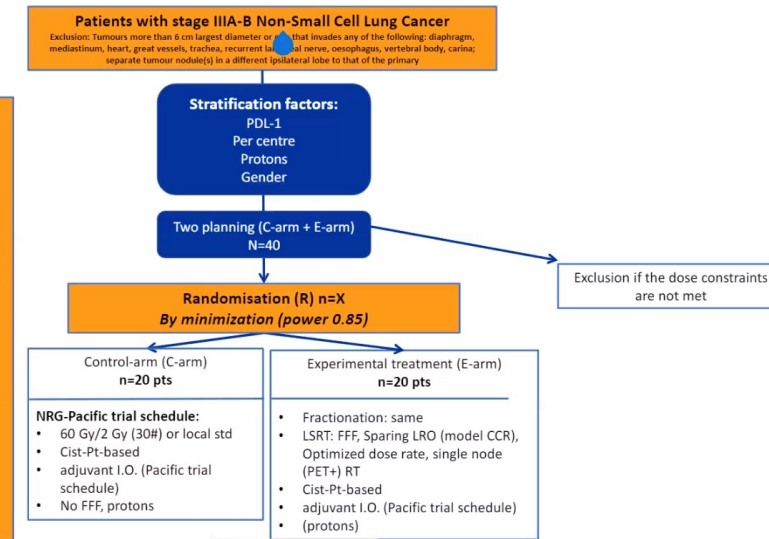 Patients with stage IIIA-B Non-Small Cell Lung Cancer
Exclusion: Tumours more than 6 cm largest diameter or that invades any of the following: diaphragm,
mediastinum, heart, great vessels, trachea, recurrent nerve, oesophagus, vertebral body, carina;
separate tumour nodule(s) in a different ipsilateral lobe to that of the primary
Stratification factors:
PDL-1
Per centre
Protons
Gender
Two planning (C-arm + E-arm)
N=40
Exclusion if the dose constraints
are not met
Randomisation (R) n=X
By minimization (power 0.85)
Control-arm (C-arm)
n=20 pts
NRG-Pacific trial schedule:
• 60 Gy/2 Gy (30#) or local std
• Cist-Pt-based
• adjuvant I.O. (Pacific trial
schedule)
• No FFF, protons
Experimental treatment (E-arm)
n=20 pts
• Fractionation: same
• LSRT: FFF, Sparing LRO (model CCR),
Optimized dose rate, single node
(PET+) RT
• Cist-Pt-based
• adjuvant I.O. (Pacific trial schedule)
• (protons)